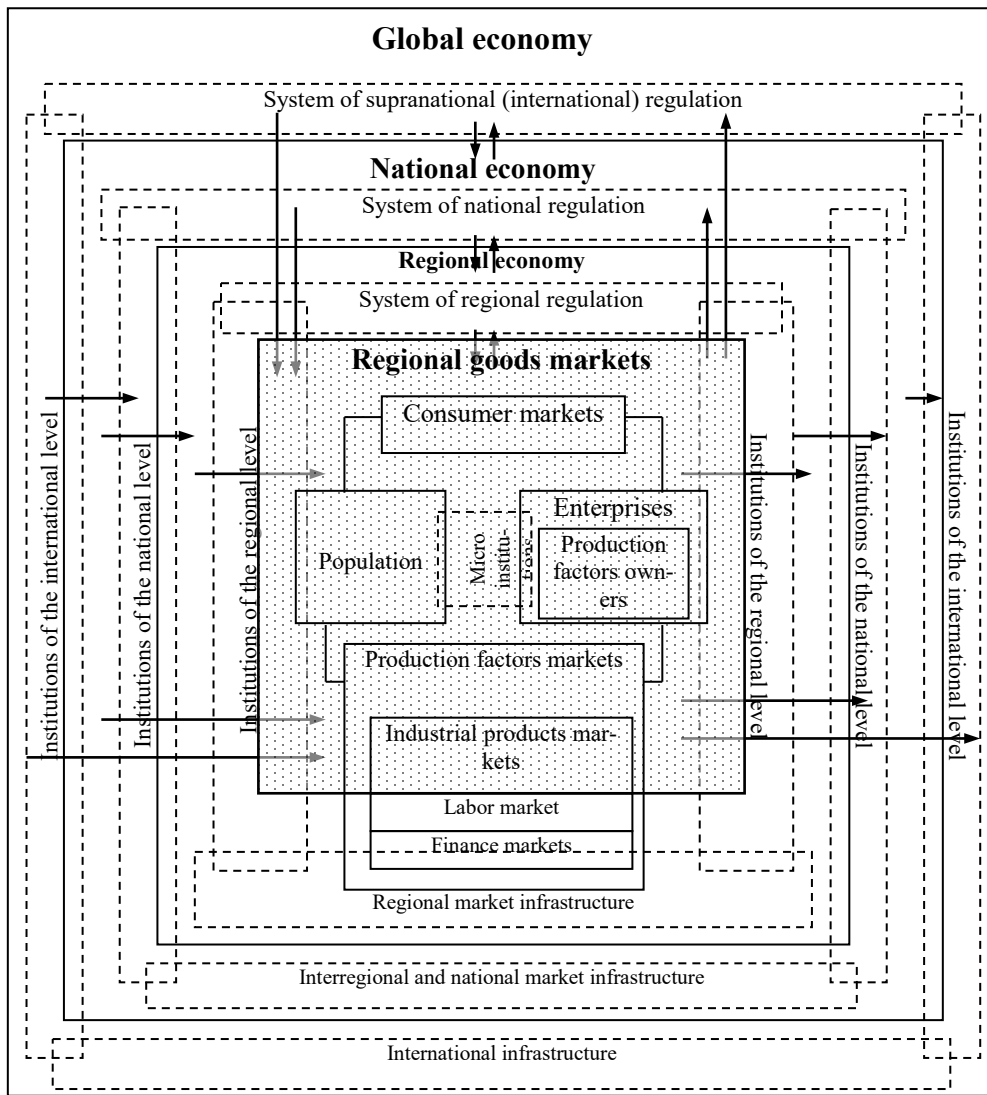 Global economy
System of supranational (international) regulation
National economy
System of national regulation
Regional economy
System of regional regulation
Regional goods markets
Institutions of the international level
Institutions of the national level
Institutions of the regional level
Consumer markets
Population
Micro
institu-
tions
Enterprises
Production
factors own-
ers
Institutions of the regional level
Institutions of the national level
Institutions of the international level
Production factors markets
Industrial products mar-
kets
Labor market
Finance markets
Regional market infrastructure
Interregional and national market infrastructure
International infrastructure